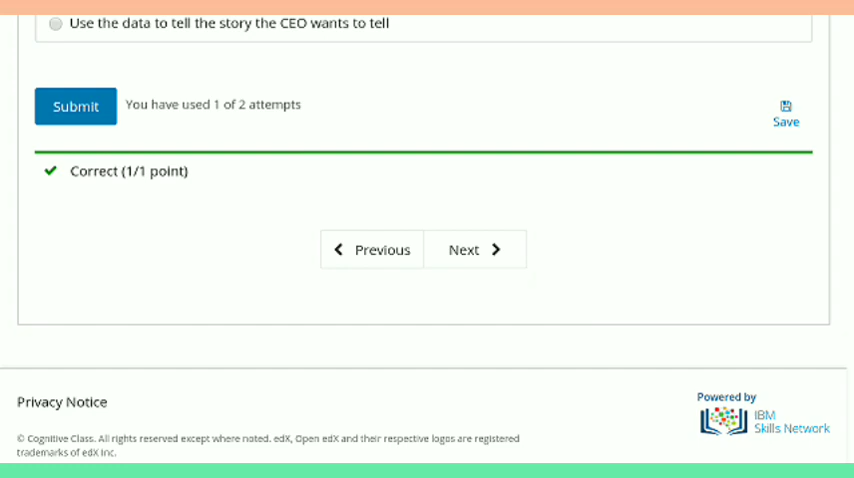 Use the data to tell the story the CEO wants to tell
Submit
You have used 1 of 2 attempts
Save
Correct (1/1 point)
Previous
Next
Privacy Notice
Powered by
IBM
Skills Network
© Cognitive Class. All rights reserved except where noted. edX, Open edX and their respective logos are registered
trademarks of edX Inc.